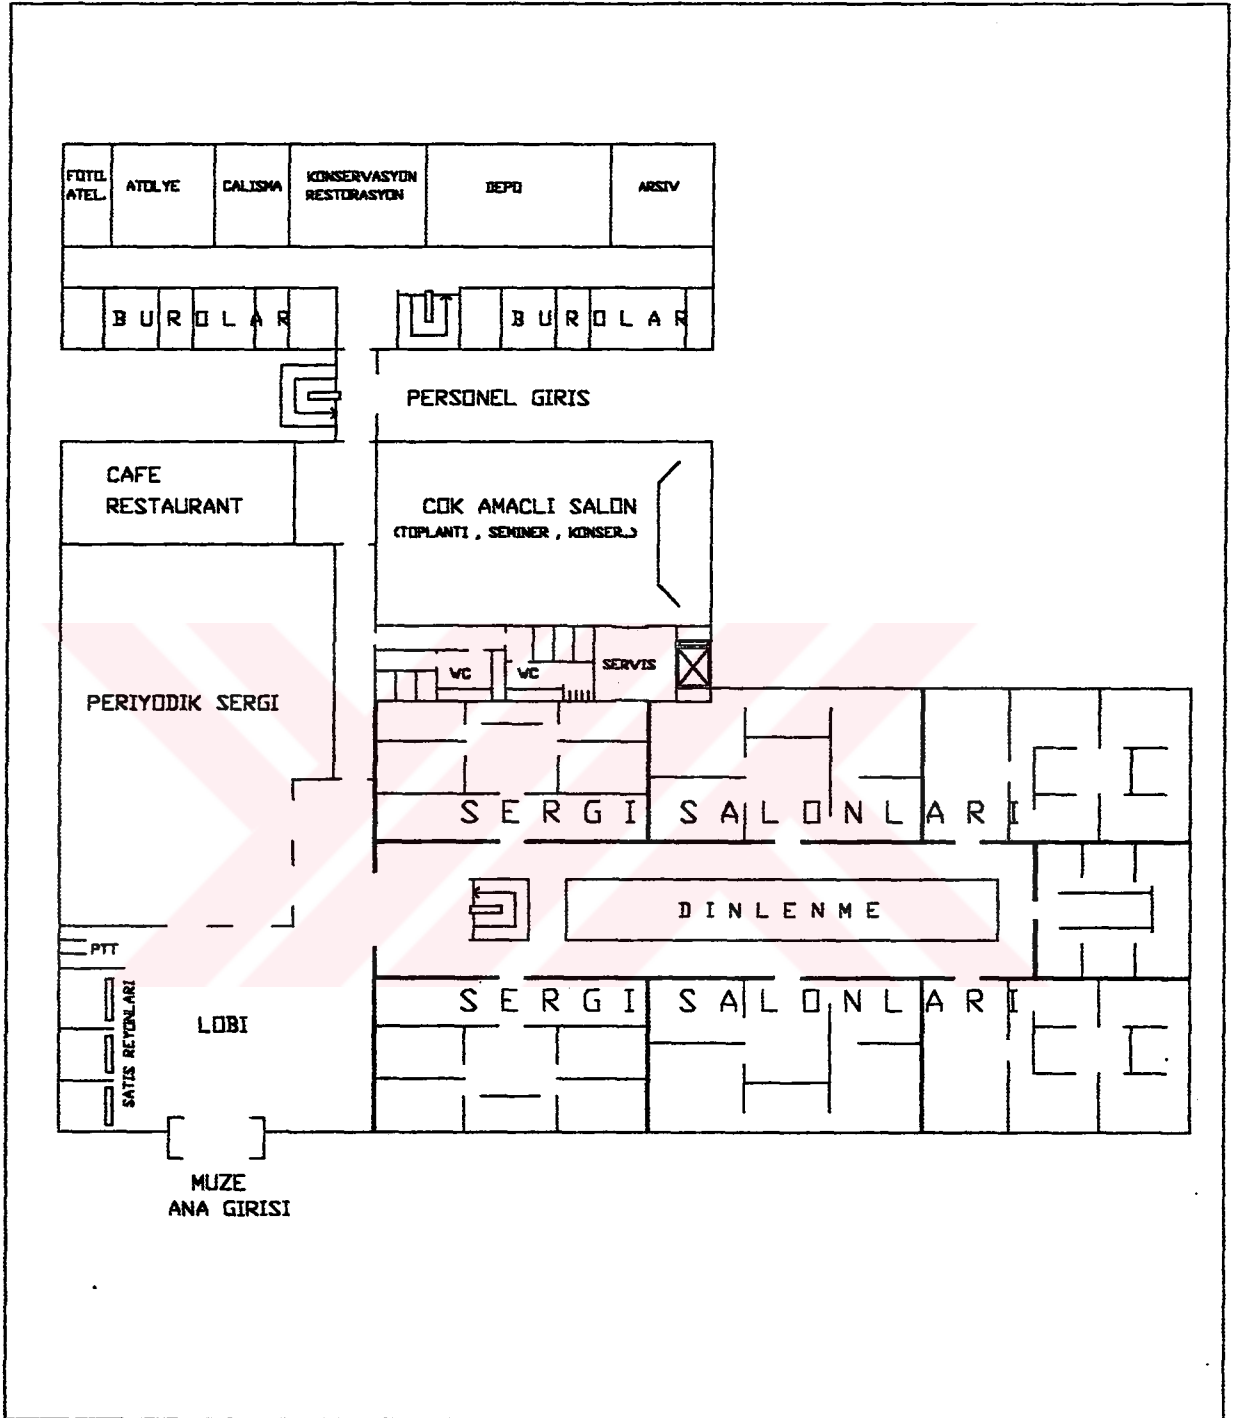 FOTO. ATOLYE CALISMA KONSERVASYON DEPO ARSIV
ATEL. RESTORASYON
BUROLAR BUROLAR
PERSONEL GIRIS
CAFE
RESTAURANT
COK AMACLI SALON
(TOPLANTI , SEMINER , KONSER..)
WC WC SERVIS
PERIYODIK SERGI
SERGI SALONLARI
DINLENME
PTT
SERGI SALONLARI
SATIS REYONLARI
LOBI
MUZE
ANA GIRISI